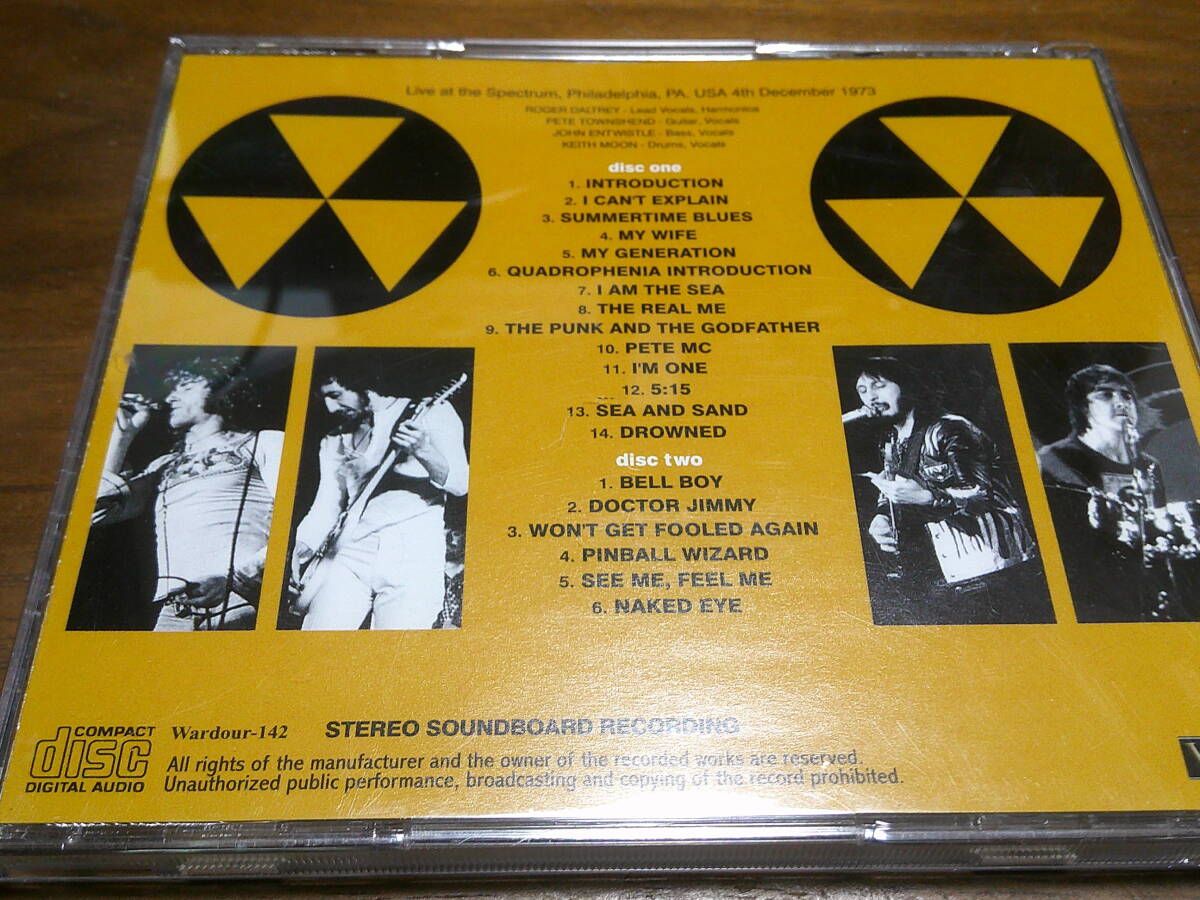 Live at the Spectrum, Philadelphia, PA. USA 4th December 1973
ROGER DALTREY - Lead Vocals, Harmonica
PETE TOWNSHEND - Guitar, Vocals
JOHN ENTWISTLE - Bass, Vocals
KEITH MOON - Drums, Vocals
disc one
1. INTRODUCTION
2. I CAN'T EXPLAIN
3. SUMMERTIME BLUES
4. MY WIFE
5. MY GENERATION
6. QUADROPHENIA INTRODUCTION
7. I AM THE SEA
8. THE REAL ME
9. THE PUNK AND THE GODFATHER
10. PETE MC
11. I'M ONE
12. 5:15
13. SEA AND SAND
14. DROWNED
disc two
1. BELL BOY
2. DOCTOR JIMMY
3. WON'T GET FOOLED AGAIN
4. PINBALL WIZARD
5. SEE ME, FEEL ME
6. NAKED EYE
COMPACT disc DIGITAL AUDIO
Wardour-142
STEREO SOUNDBOARD RECORDING
All rights of the manufacturer and the owner of the recorded works are reserved.
Unauthorized public performance, broadcasting and copying of the record prohibited.